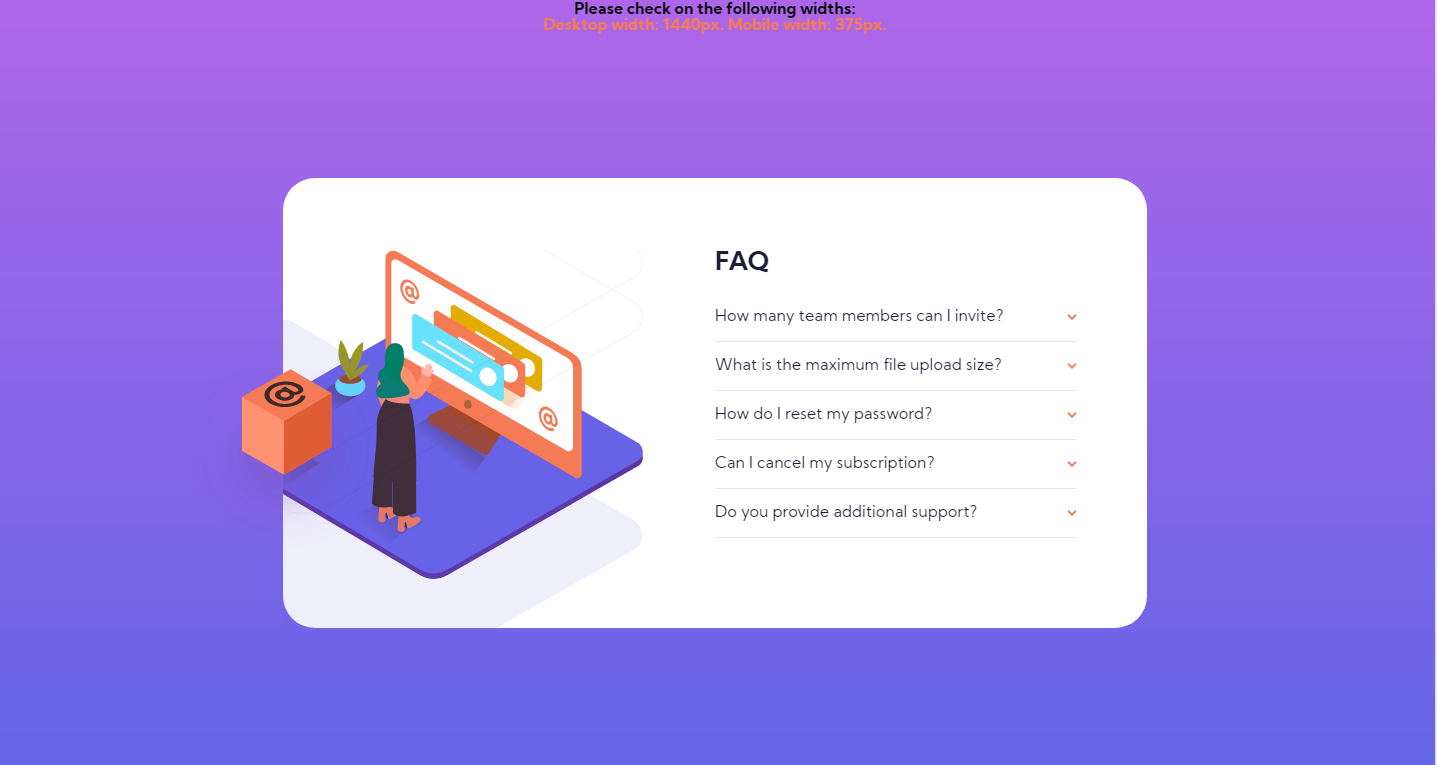 Please check on the following widths:
Desktop width: 1440px. Mobile width: 375px.
@
@
@
FAQ
How many team members can I invite?
What is the maximum file upload size?
How do I reset my password?
Can I cancel my subscription?
Do you provide additional support?